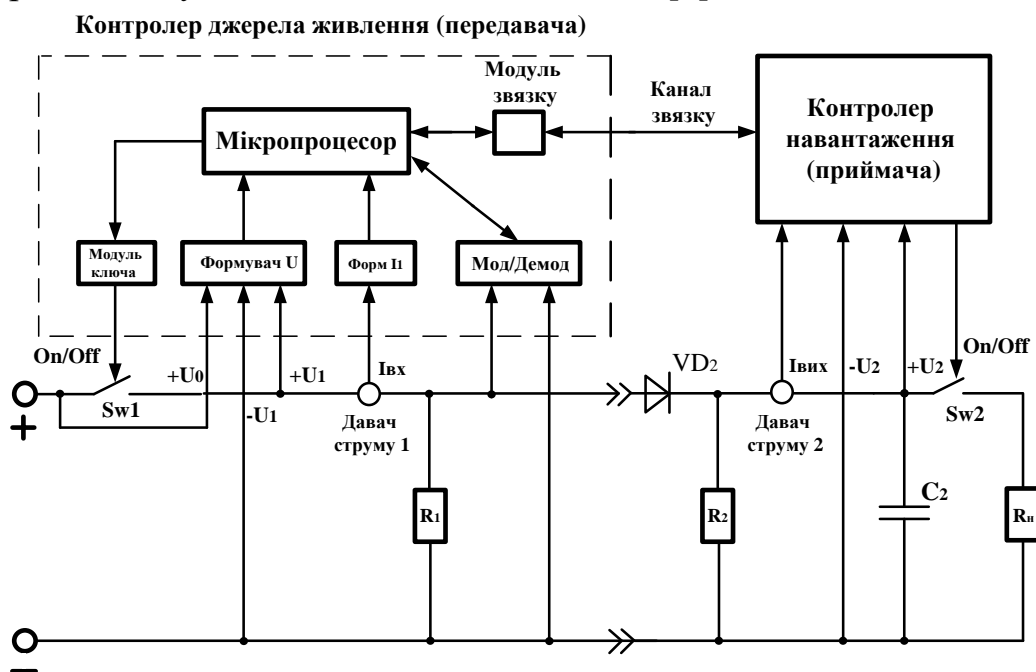 Контролер джерела живлення (передавача)
Модуль
звязку
Канал
звязку
Контролер
навантаження
(приймача)
Мікропроцесор
Модуль
ключа
Формувач U
Форм I1
Мод/Демод
On/Off
+U0
+U1
Iвх
VD2
Iвих
-U2
+U2
On/Off
Sw1
-U1
Давач
струму 1
Давач
струму 2
Sw2
+
R1
R2
C2
Rн